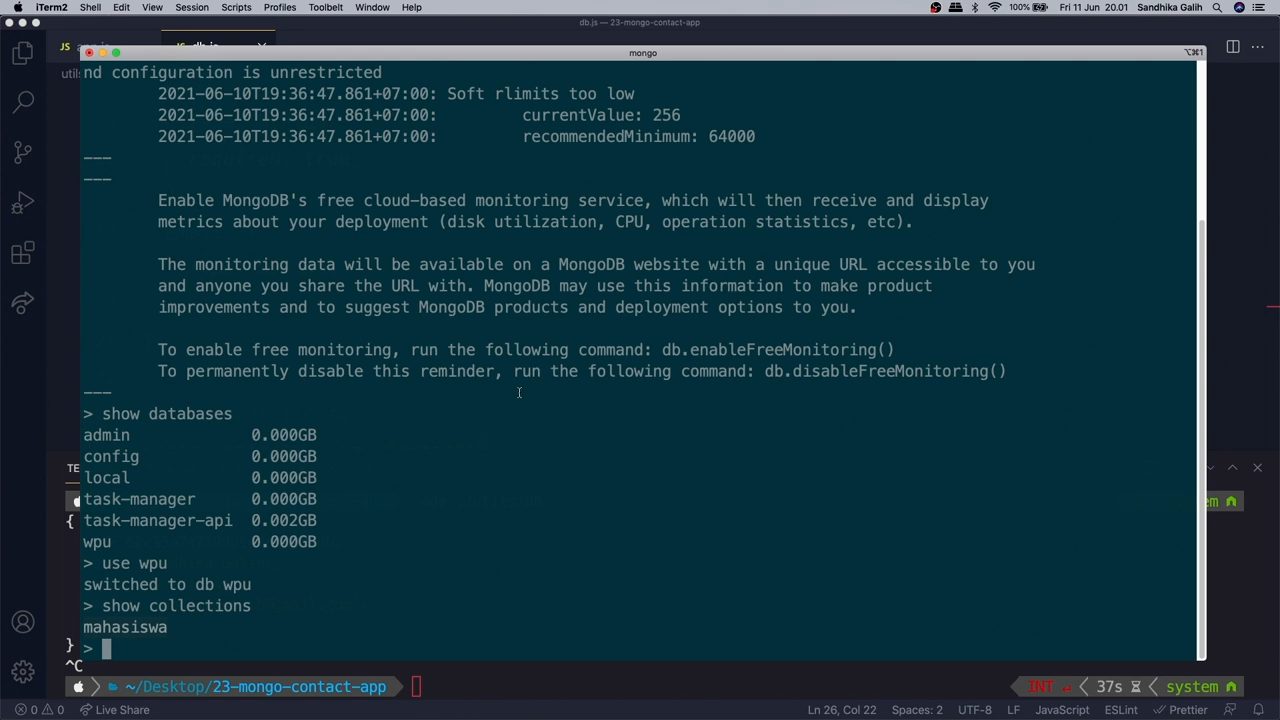 iTerm2 Shell Edit View Session Scripts Profiles Toolbelt Window Help 100% Fri 11 Jun 20.01 Sandhika Galih
db.js — 23-mongo-contact-app
JS db.js
mongo ⌥⌘1
utils
nd configuration is unrestricted
2021-06-10T19:36:47.861+07:00: Soft rlimits too low
2021-06-10T19:36:47.861+07:00: currentValue: 256
2021-06-10T19:36:47.861+07:00: recommendedMinimum: 64000
---
---
Enable MongoDB's free cloud-based monitoring service, which will then receive and display
metrics about your deployment (disk utilization, CPU, operation statistics, etc).
The monitoring data will be available on a MongoDB website with a unique URL accessible to you
and anyone you share the URL with. MongoDB may use this information to make product
improvements and to suggest MongoDB products and deployment options to you.
To enable free monitoring, run the following command: db.enableFreeMonitoring()
To permanently disable this reminder, run the following command: db.disableFreeMonitoring()
---
> show databases
admin 0.000GB
config 0.000GB
local 0.000GB
TE
task-manager 0.000GB
{ task-manager-api 0.002GB
wpu 0.000GB
> use wpu
switched to db wpu
> show collections
mahasiswa
>
}
^C
~/Desktop/23-mongo-contact-app INT ↵ 37s system
0 0 Live Share Ln 26, Col 22 Spaces: 2 UTF-8 LF JavaScript ESLint Prettier